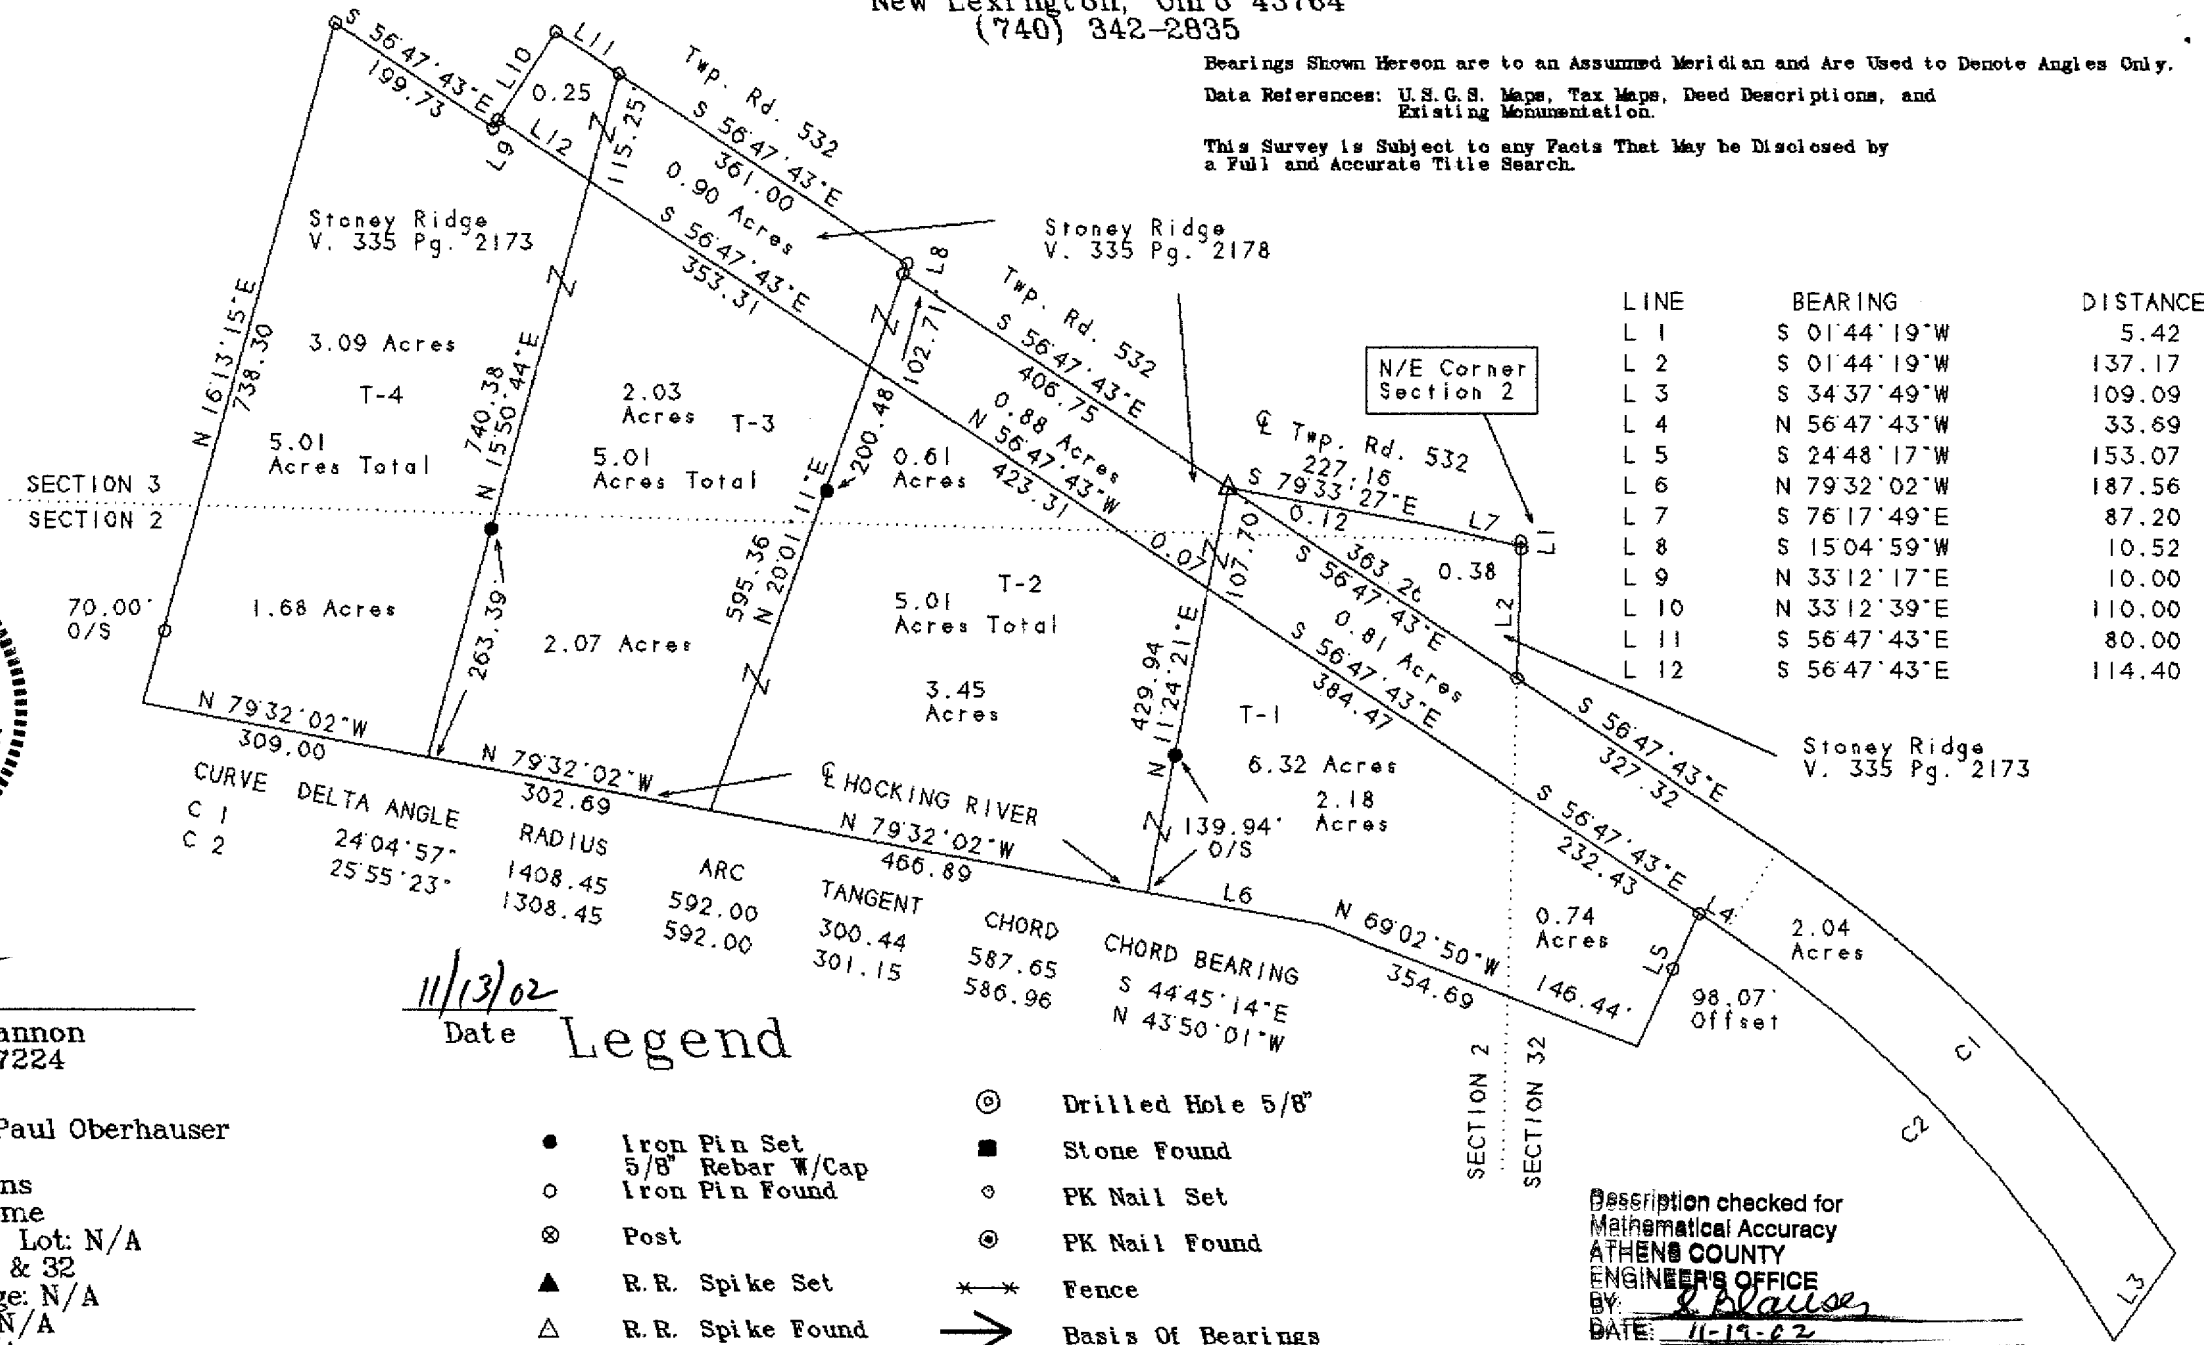 New Lexington, Ohio 43764
(740) 342-2835
Bearings Shown Hereon are to an Assumed Meridian and Are Used to Denote Angles Only.
Data References: U.S.G.S. Maps, Tax Maps, Deed Descriptions, and
Existing Monumentation.
This Survey is Subject to any Facts That May be Disclosed by
a Full and Accurate Title Search.
S 56°47'43"E
199.73
L9
L10
L11
0.25
L12
115.25'
Twp. Rd. 532
S 56°47'43"E
361.00
0.90 Acres
S 56°47'43"E
353.31
L8
Stoney Ridge
V. 335 Pg. 2173
Stoney Ridge
V. 335 Pg. 2178
N 16°13'15"E
738.30
3.09 Acres
T-4
5.01
Acres Total
740.38
N 15°50'44"E
2.03
Acres
T-3
5.01
Acres Total
102.71'
200.48
0.61
Acres
Twp. Rd. 532
S 56°47'43"E
406.75
0.88 Acres
N 56°47'43"W
423.31
N/E Corner
Section 2
℄ Twp. Rd. 532
227.16
S 79°33'27"E
0.12
L7
L1
0.07
107.70'
363.26
S 56°47'43"E
0.38
L2
0.81 Acres
S 56°47'43"E
384.47
LINE BEARING DISTANCE
L 1 S 01°44'19"W 5.42
L 2 S 01°44'19"W 137.17
L 3 S 34°37'49"W 109.09
L 4 N 56°47'43"W 33.69
L 5 S 24°48'17"W 153.07
L 6 N 79°32'02"W 187.56
L 7 S 76°17'49"E 87.20
L 8 S 15°04'59"W 10.52
L 9 N 33°12'17"E 10.00
L 10 N 33°12'39"E 110.00
L 11 S 56°47'43"E 80.00
L 12 S 56°47'43"E 114.40
SECTION 3
SECTION 2
70.00'
O/S
1.68 Acres
263.39'
2.07 Acres
595.36
N 20°01'11"E
T-2
5.01
Acres Total
3.45
Acres
429.94
N 11°24'21"E
T-1
6.32 Acres
2.18
Acres
139.94'
O/S
Stoney Ridge
V. 335 Pg. 2173
S 56°47'43"E
327.32
S 56°47'43"E
232.43
L4
0.74
Acres
2.04
Acres
L5
146.44'
98.07'
Offset
N 79°32'02"W
309.00
N 79°32'02"W
302.69
℄ HOCKING RIVER
N 79°32'02"W
466.89
L6
N 69°02'50"W
354.69
CURVE DELTA ANGLE RADIUS ARC TANGENT CHORD CHORD BEARING
C 1 24°04'57" 1408.45 592.00 300.44 587.65 S 44°45'14"E
C 2 25°55'23" 1308.45 592.00 301.15 586.96 N 43°50'01"W
SECTION 2
SECTION 32
C1
C2
L3
11/13/02
Date
annon
7224
Paul Oberhauser
ns
me
Lot: N/A
& 32
ge: N/A
N/A
Legend
Iron Pin Set
5/8" Rebar W/Cap
Iron Pin Found
Post
R.R. Spike Set
R.R. Spike Found
Drilled Hole 5/8"
Stone Found
PK Nail Set
PK Nail Found
Fence
Basis Of Bearings
Description checked for
Mathematical Accuracy
ATHENS COUNTY
ENGINEER'S OFFICE
BY:
DATE: 11-19-02